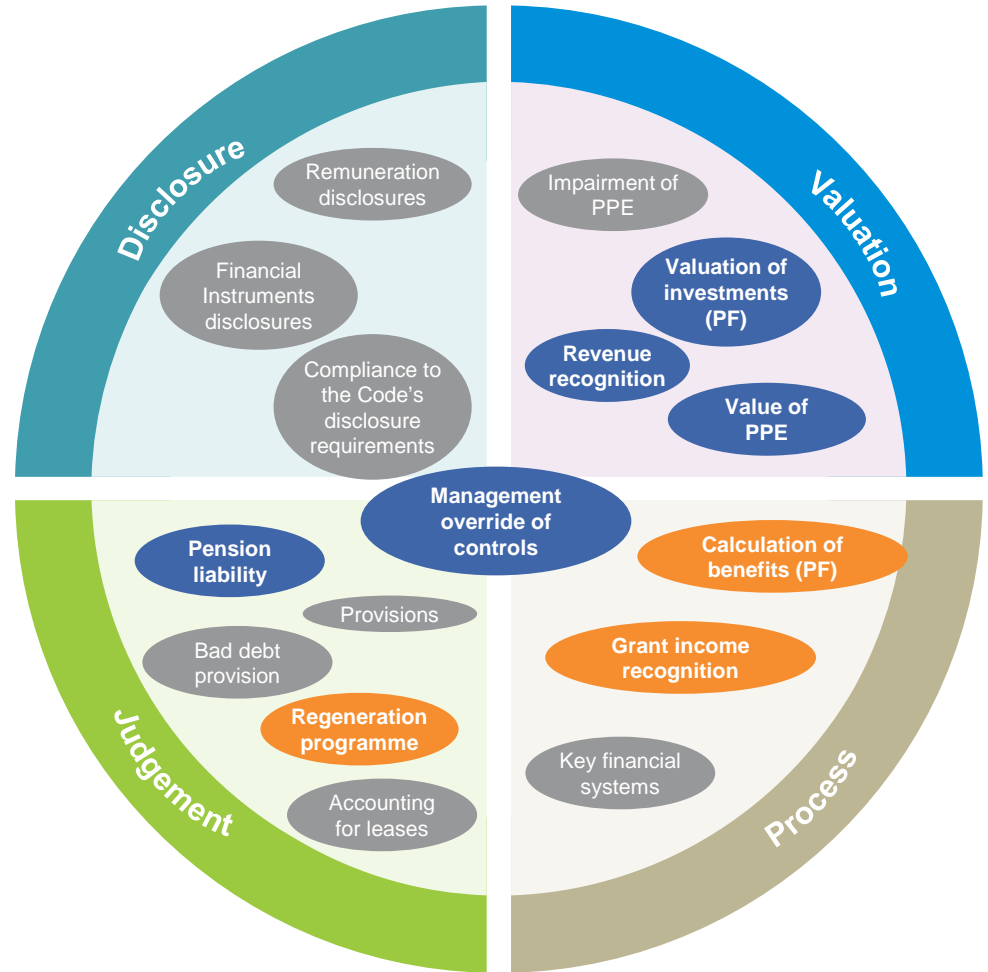 Disclosure
Remuneration
disclosures
Financial
Instruments
disclosures
Compliance to
the Code’s
disclosure
requirements
Valuation
Impairment of
PPE
Valuation of
investments
(PF)
Revenue
recognition
Value of
PPE
Management
override of
controls
Judgement
Pension
liability
Provisions
Bad debt
provision
Regeneration
programme
Accounting
for leases
Process
Calculation of
benefits (PF)
Grant income
recognition
Key financial
systems